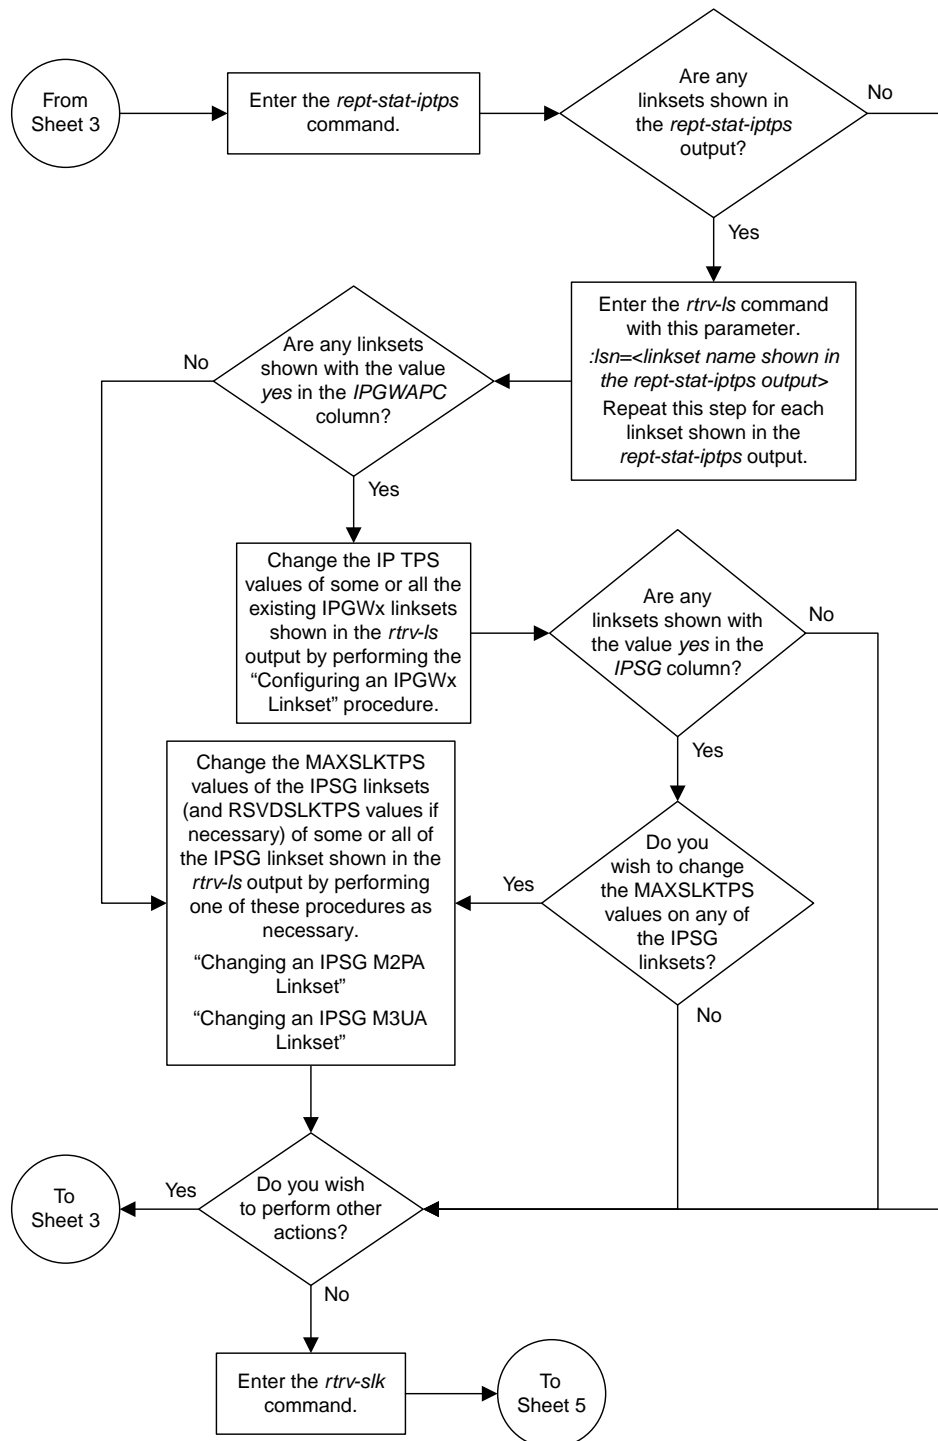 From
Sheet 3
Enter the rept-stat-iptps
command.
Are any
linksets shown in
the rept-stat-iptps
output?
No
Yes
Enter the rtrv-ls command
with this parameter.
:lsn=<linkset name shown in
the rept-stat-iptps output>
Repeat this step for each
linkset shown in the
rept-stat-iptps output.
Are any linksets
shown with the value
yes in the IPGWAPC
column?
No
Yes
Change the IP TPS
values of some or all the
existing IPGWx linksets
shown in the rtrv-ls
output by performing the
“Configuring an IPGWx
Linkset” procedure.
Are any
linksets shown with
the value yes in the
IPSG column?
No
Yes
Change the MAXSLKTPS
values of the IPSG linksets
(and RSVDSLKTPS values if
necessary) of some or all of
the IPSG linkset shown in the
rtrv-ls output by performing
one of these procedures as
necessary.
“Changing an IPSG M2PA
Linkset”
“Changing an IPSG M3UA
Linkset”
Do you
wish to change
the MAXSLKTPS
values on any of
the IPSG
linksets?
Yes
No
Do you wish
to perform other
actions?
Yes
To
Sheet 3
No
Enter the rtrv-slk
command.
To
Sheet 5